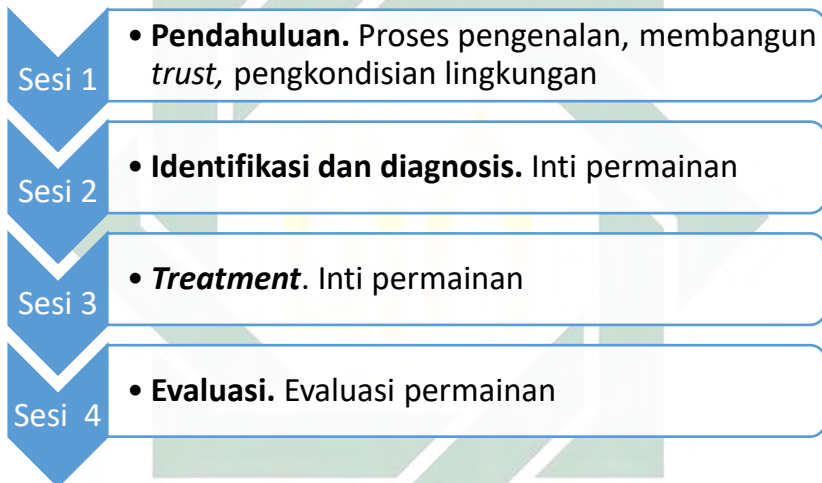 Sesi 1
• Pendahuluan. Proses pengenalan, membangun
trust, pengkondisian lingkungan
Sesi 2
• Identifikasi dan diagnosis. Inti permainan
Sesi 3
• Treatment. Inti permainan
Sesi 4
• Evaluasi. Evaluasi permainan